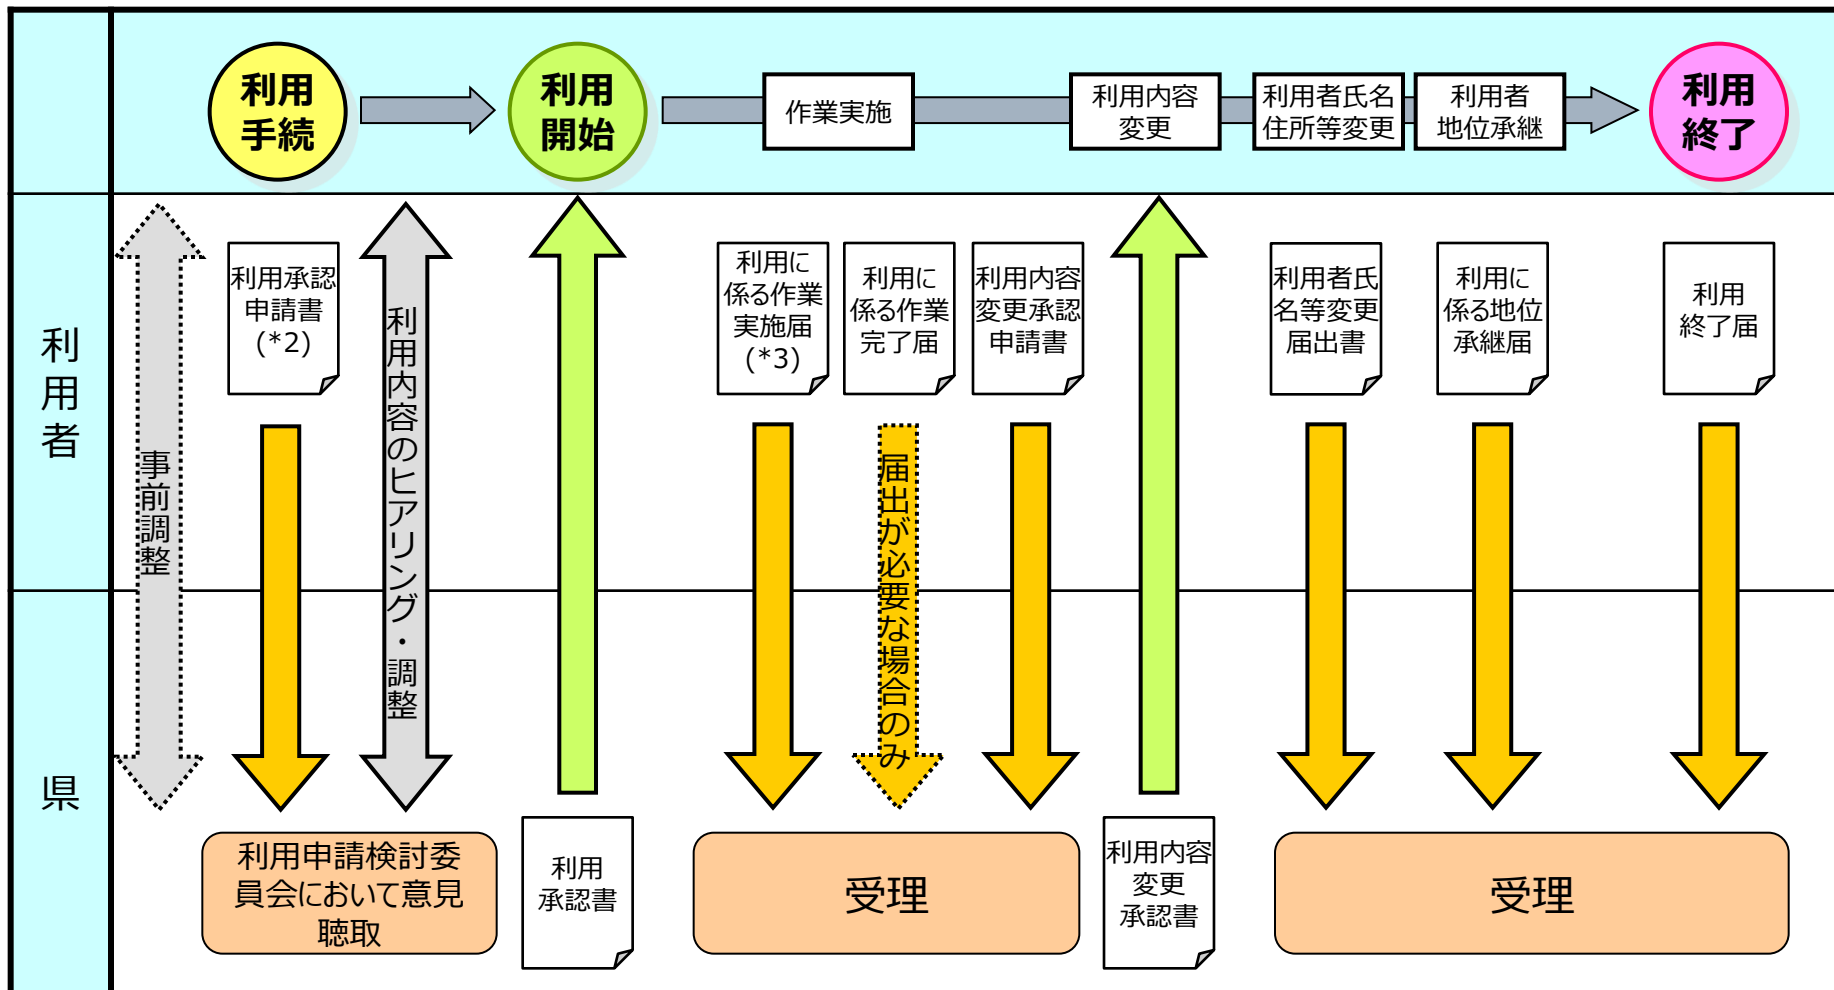 利用
手続
利用
開始
作業実施
利用内容
変更
利用者氏名
住所等変更
利用者
地位承継
利用
終了
利用者
事前調整
利用承認
申請書
(*2)
利用内容のヒアリング・調整
利用に
係る作業
実施届
(*3)
利用に
係る作業
完了届
届出が必要な場合のみ
利用内容
変更承認
申請書
利用者氏
名等変更
届出書
利用に
係る地位
承継届
利用
終了届
県
利用申請検討委
員会において意見
聴取
利用
承認書
受理
利用内容
変更
承認書
受理